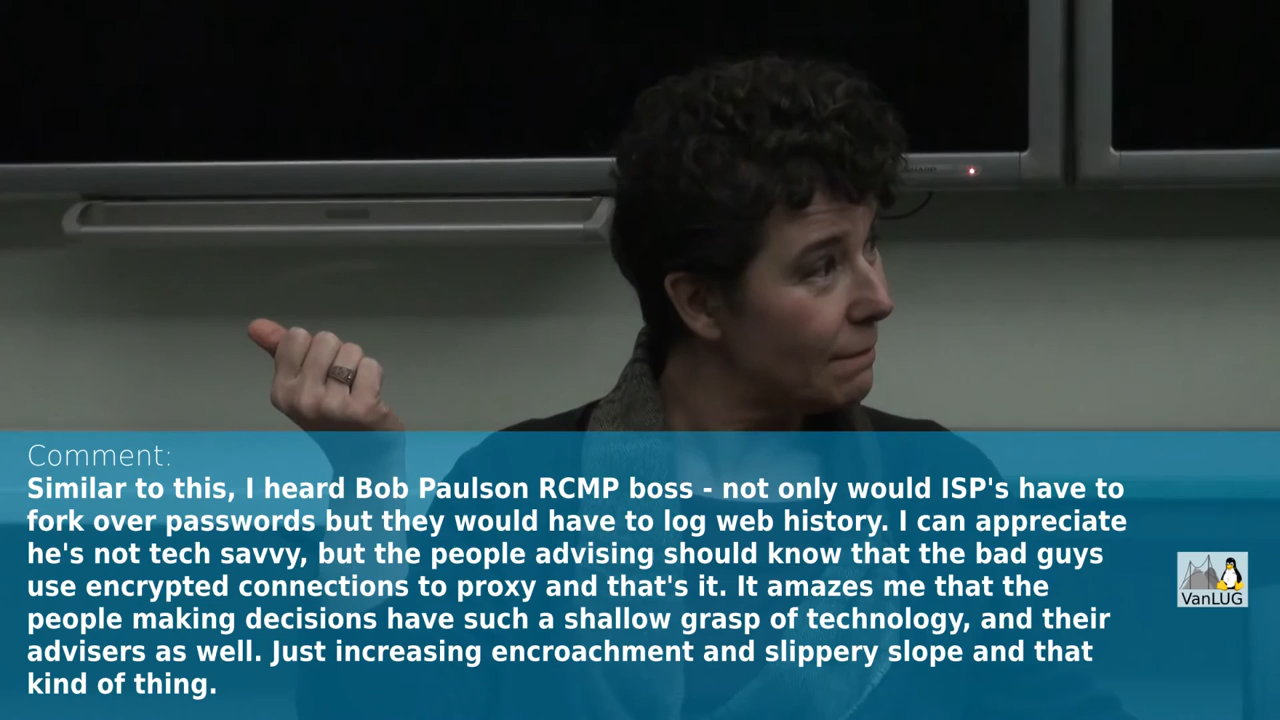 Comment:
Similar to this, I heard Bob Paulson RCMP boss - not only would ISP's have to
fork over passwords but they would have to log web history. I can appreciate
he's not tech savvy, but the people advising should know that the bad guys
use encrypted connections to proxy and that's it. It amazes me that the
people making decisions have such a shallow grasp of technology, and their
advisers as well. Just increasing encroachment and slippery slope and that
kind of thing.
VanLUG